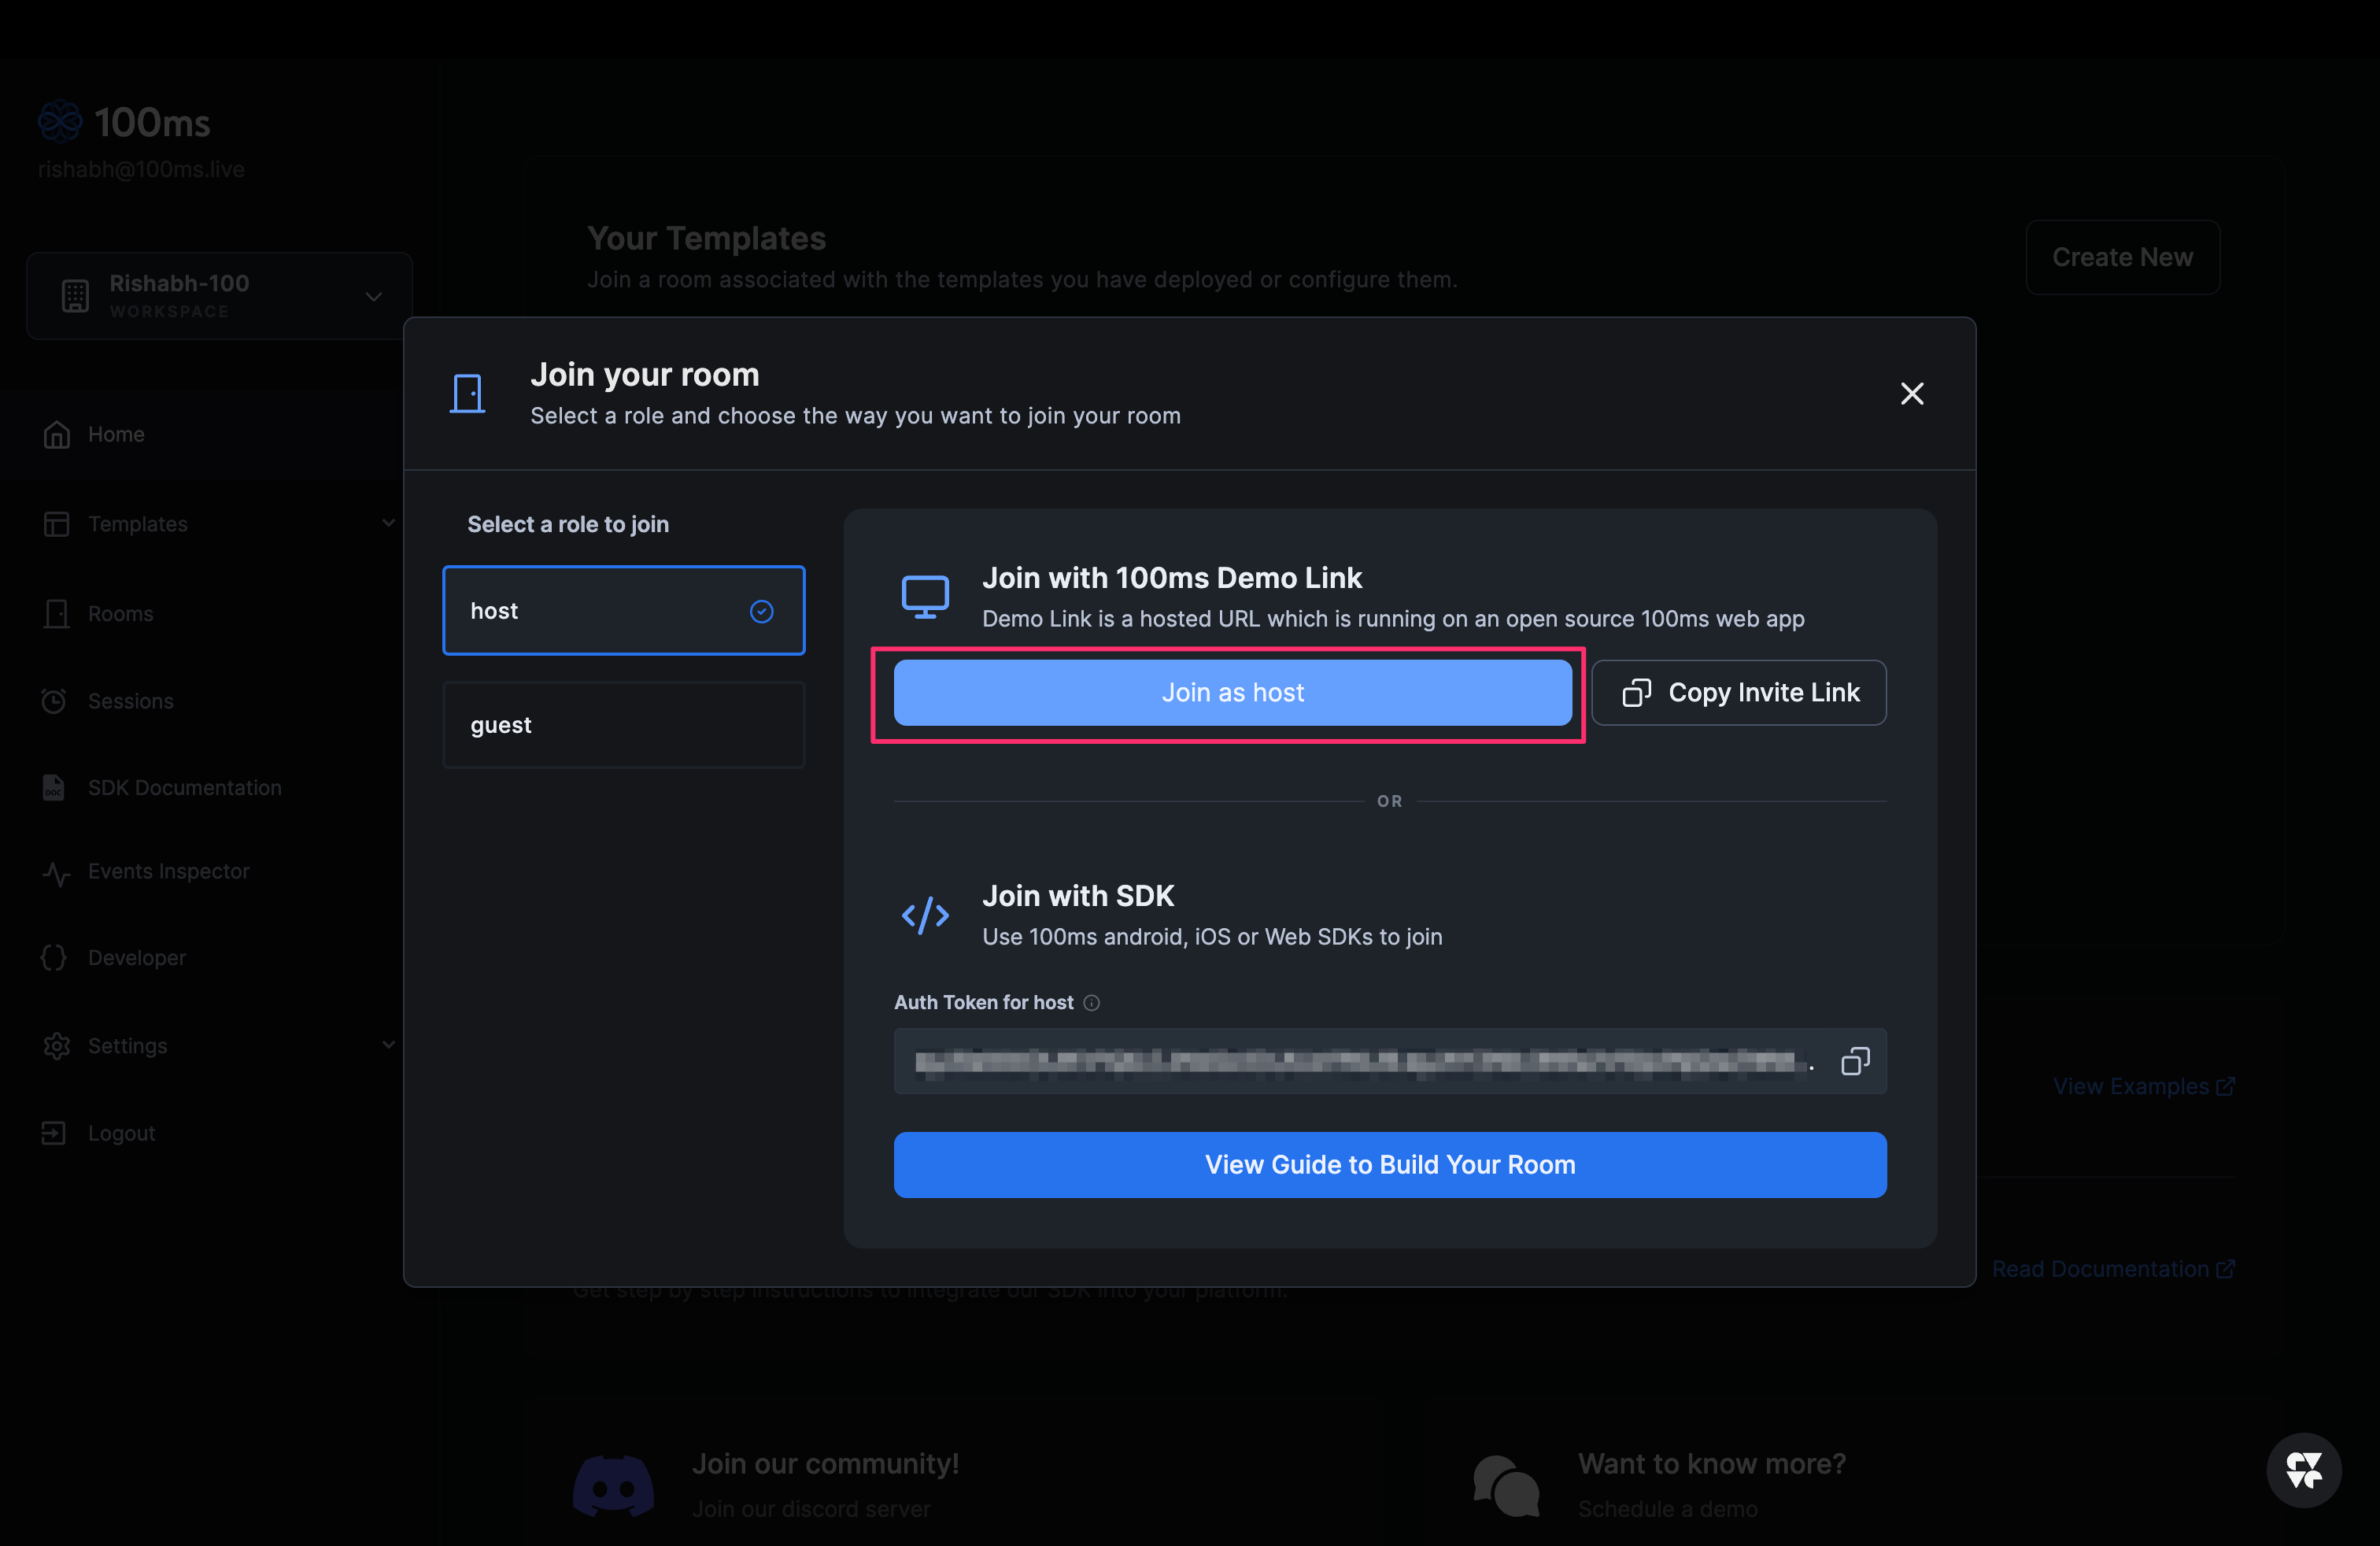 100ms
rishabh@100ms.live
Rishabh-100
WORKSPACE
Home
Templates
Rooms
Sessions
SDK Documentation
DOC
Events Inspector
Developer
Settings
Logout
Your Templates
Join a room associated with the templates you have deployed or configure them.
Create New
Join your room
Select a role and choose the way you want to join your room
Select a role to join
host
guest
Join with 100ms Demo Link
Demo Link is a hosted URL which is running on an open source 100ms web app
Join as host
Copy Invite Link
OR
Join with SDK
Use 100ms android, iOS or Web SDKs to join
Auth Token for host
View Guide to Build Your Room
View Examples
Read Documentation
Get step by step instructions to integrate our SDK into your platform.
Join our community!
Join our discord server
Want to know more?
Schedule a demo